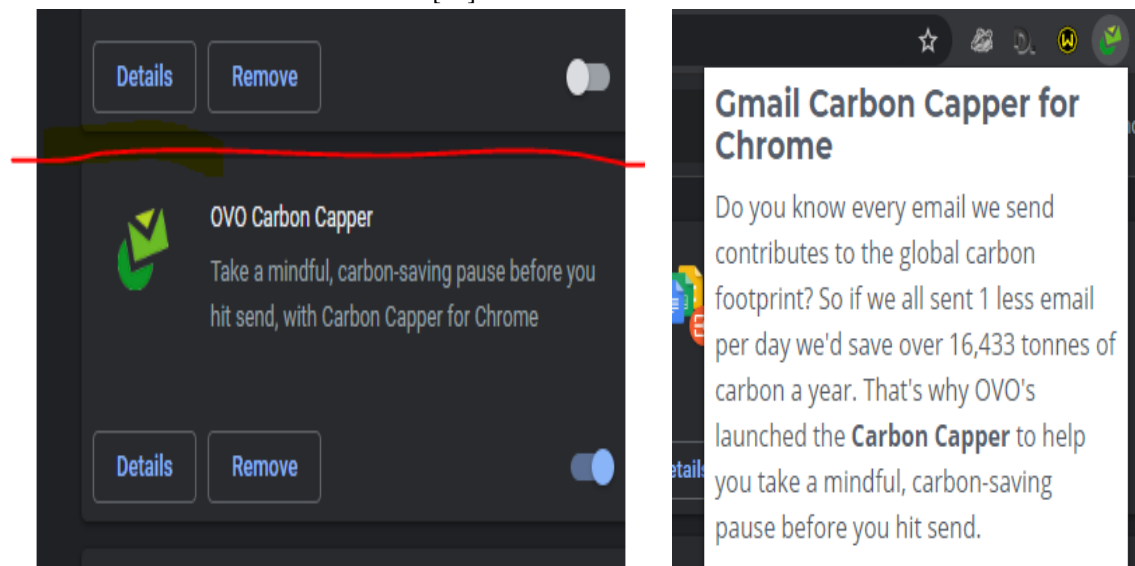 Details Remove
OVO Carbon Capper
Take a mindful, carbon-saving pause before you
hit send, with Carbon Capper for Chrome
Details Remove
Gmail Carbon Capper for
Chrome
Do you know every email we send
contributes to the global carbon
footprint? So if we all sent 1 less email
per day we'd save over 16,433 tonnes of
carbon a year. That's why OVO's
launched the Carbon Capper to help
you take a mindful, carbon-saving
pause before you hit send.